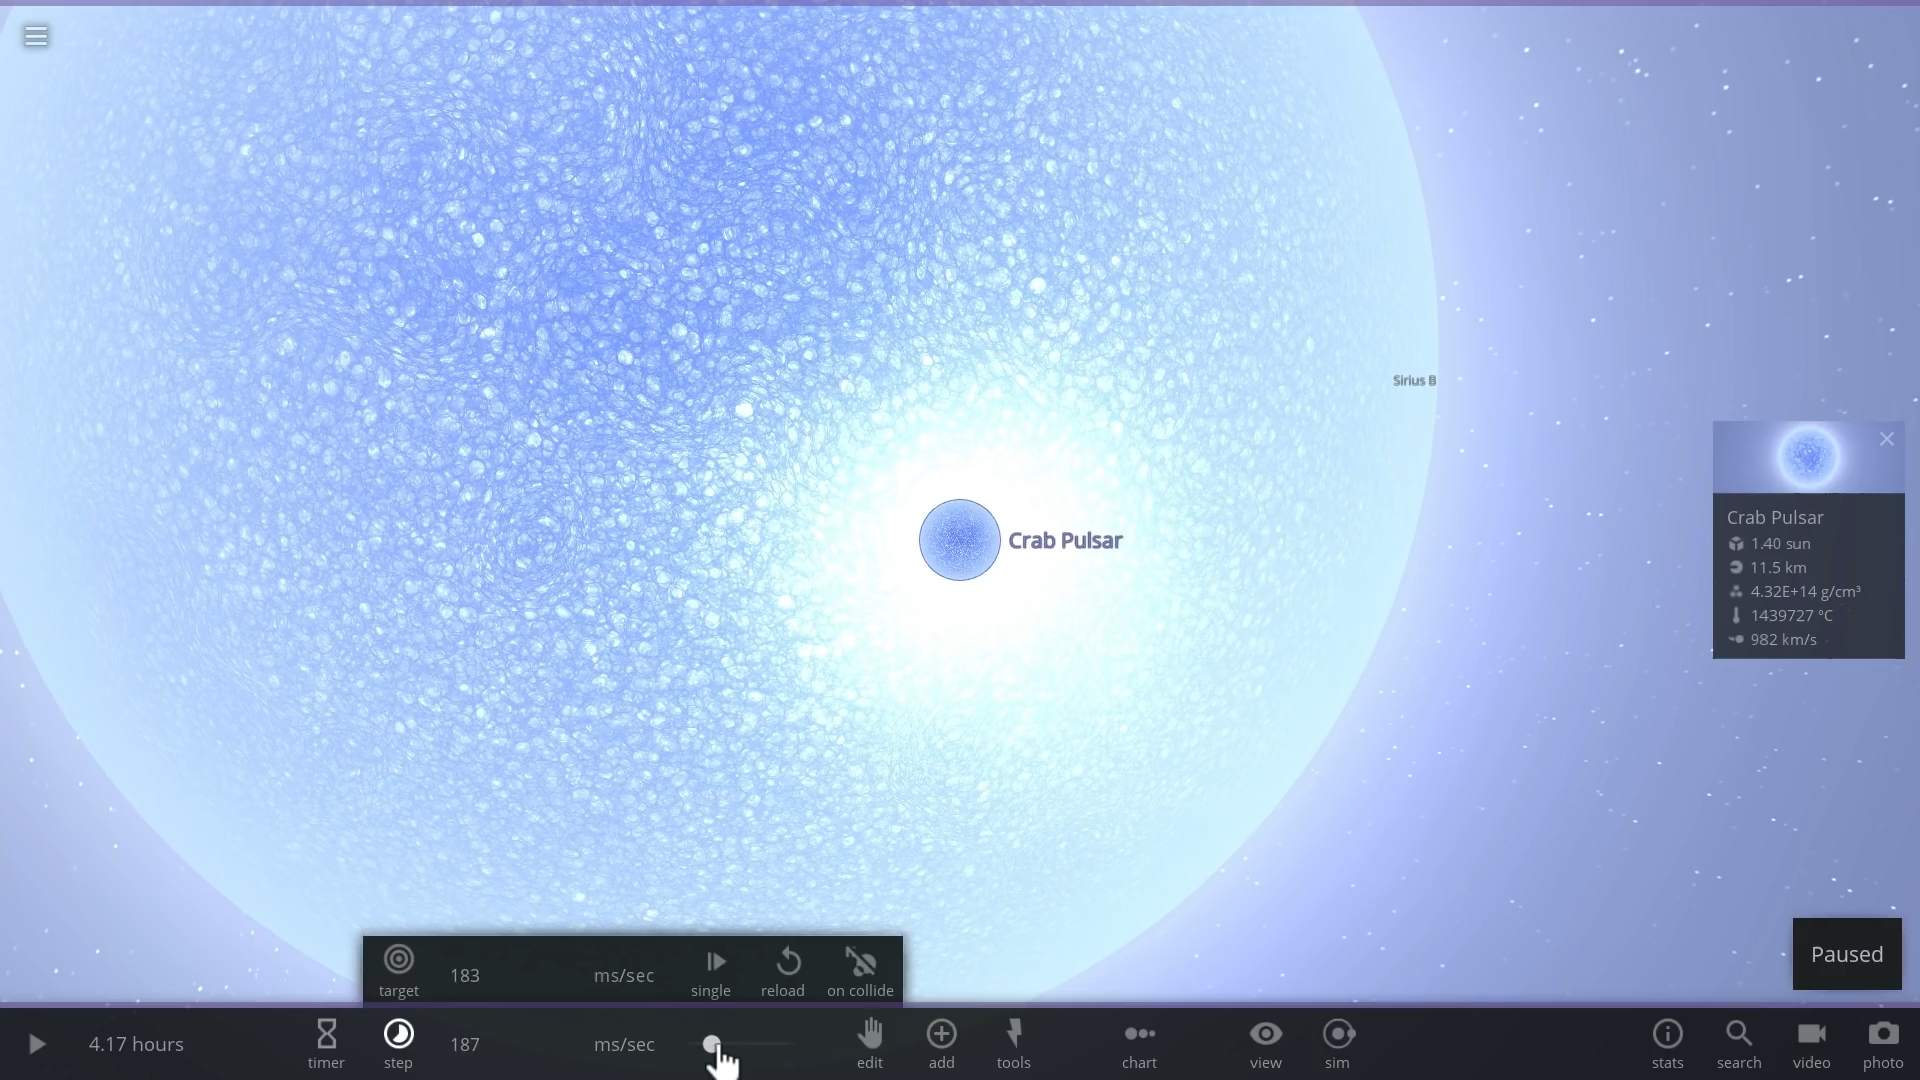 Sirius B
Crab Pulsar
Crab Pulsar
1.40 sun
11.5 km
4.32E+14 g/cm³
1439727 °C
982 km/s
Paused
target
183 ms/sec
single
reload
on collide
4.17 hours
timer
step
187 ms/sec
edit
add
tools
chart
view
sim
stats
search
video
photo